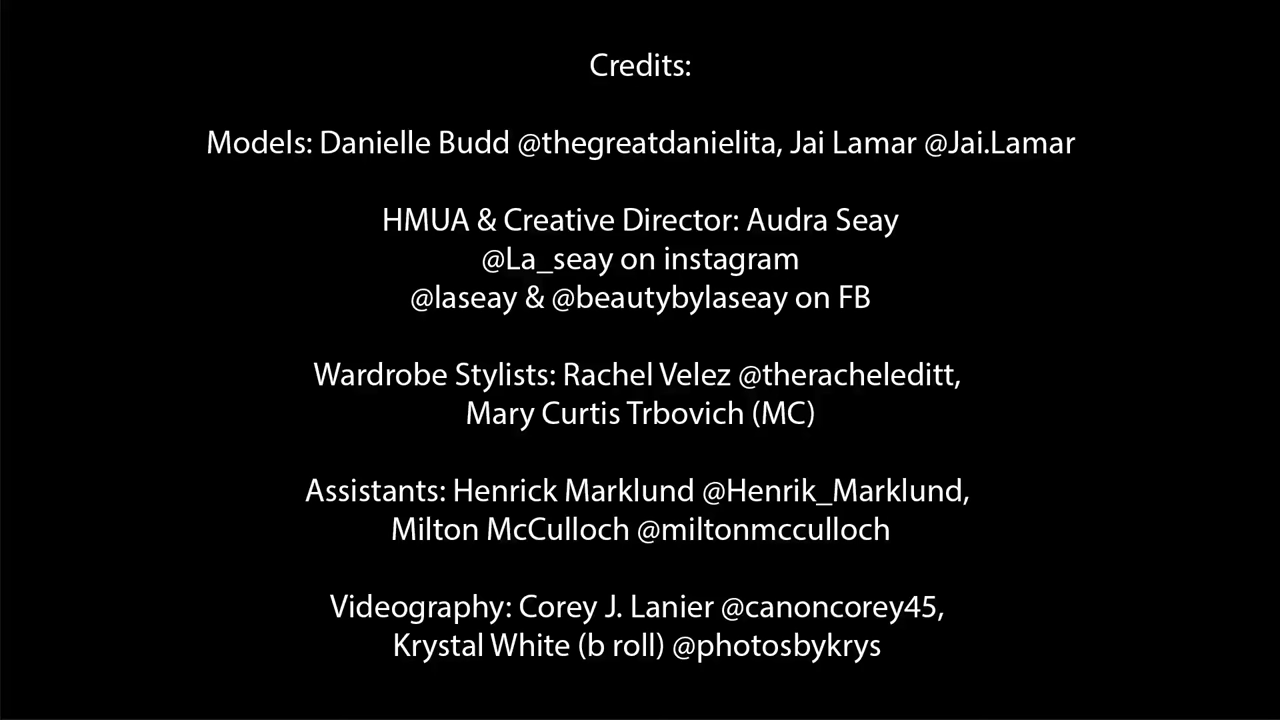 Credits:
Models: Danielle Budd @thegreatdanielita, Jai Lamar @Jai.Lamar
HMUA & Creative Director: Audra Seay
@La_seay on instagram
@laseay & @beautybylaseay on FB
Wardrobe Stylists: Rachel Velez @theracheleditt,
Mary Curtis Trbovich (MC)
Assistants: Henrick Marklund @Henrik_Marklund,
Milton McCulloch @miltonmcculloch
Videography: Corey J. Lanier @canoncorey45,
Krystal White (b roll) @photosbykrys